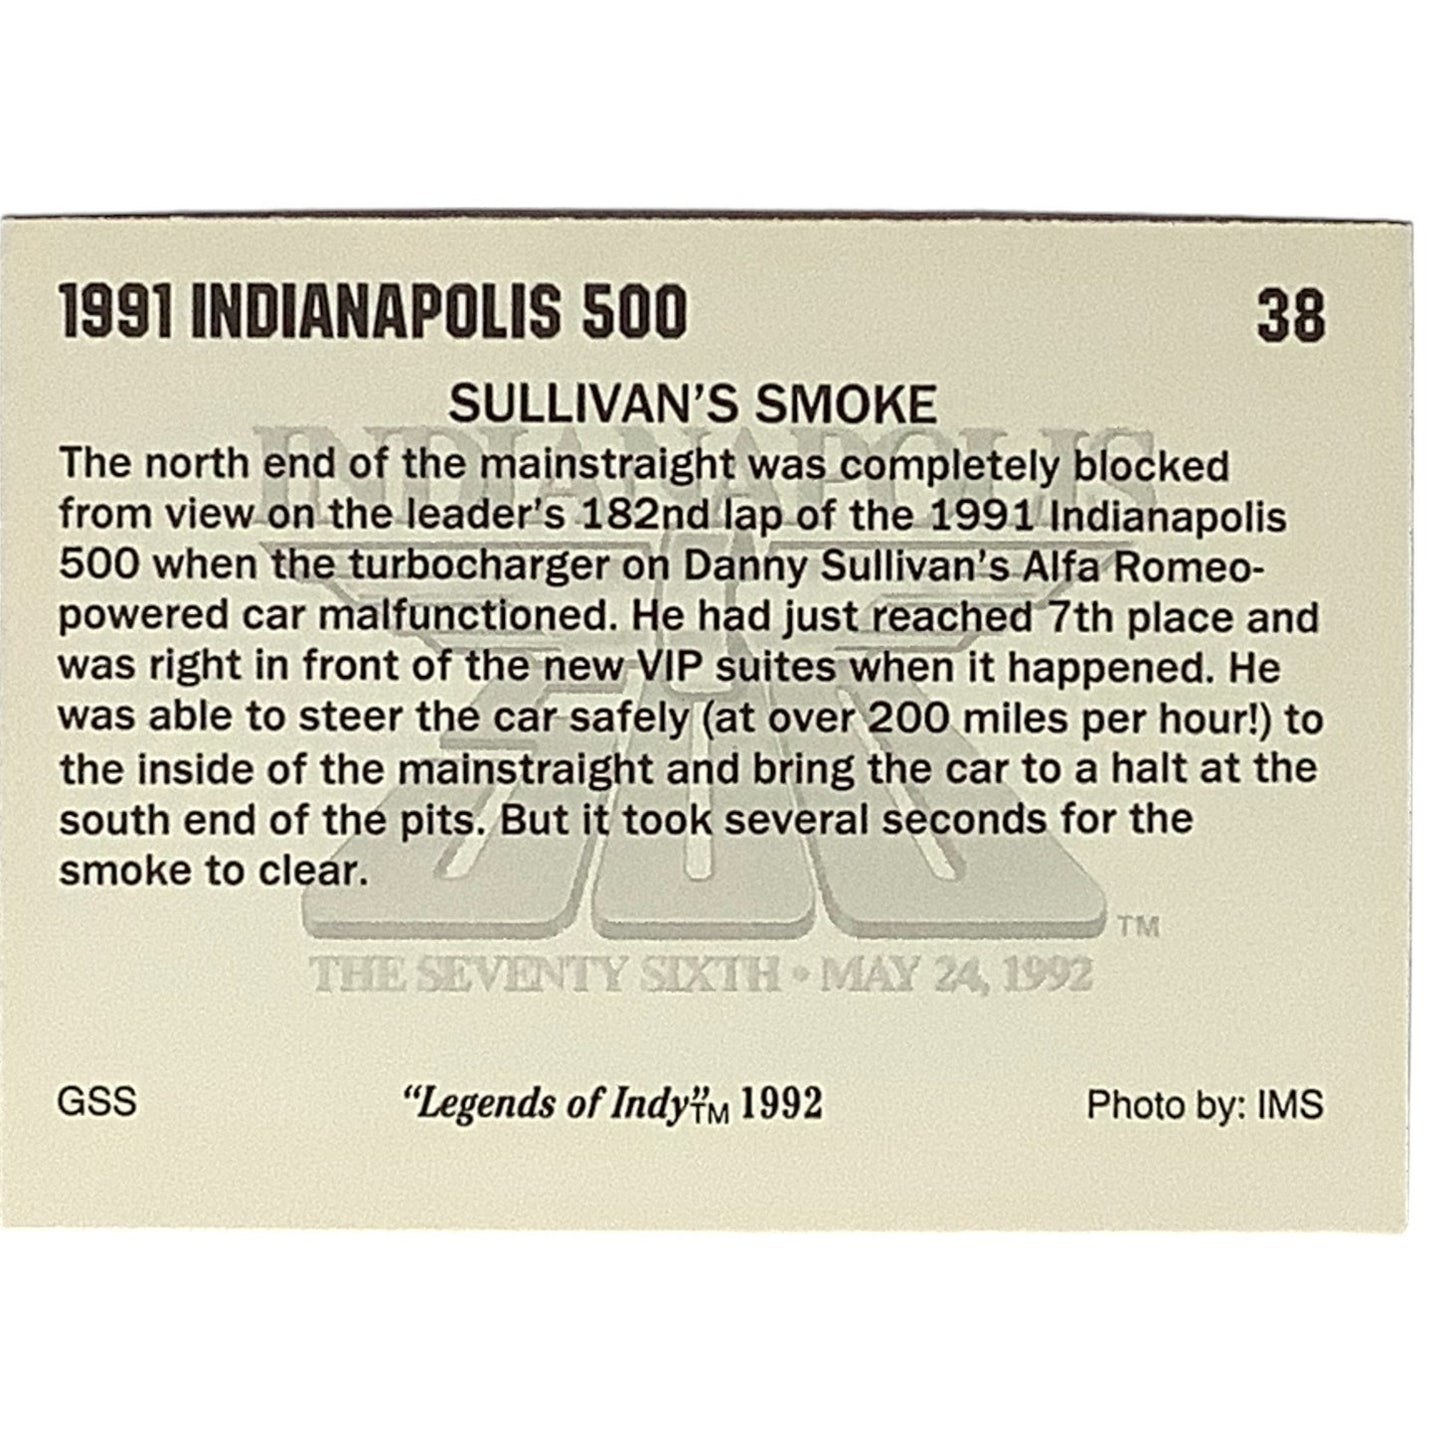 1991 INDIANAPOLIS 500 38
SULLIVAN'S SMOKE
The north end of the mainstraight was completely blocked
from view on the leader's 182nd lap of the 1991 Indianapolis
500 when the turbocharger on Danny Sullivan's Alfa Romeo-
powered car malfunctioned. He had just reached 7th place and
was right in front of the new VIP suites when it happened. He
was able to steer the car safely (at over 200 miles per hour!) to
the inside of the mainstraight and bring the car to a halt at the
south end of the pits. But it took several seconds for the
smoke to clear.
INDIANAPOLIS
500
TM
THE SEVENTY SIXTH • MAY 24, 1992
GSS "Legends of Indy"TM 1992 Photo by: IMS